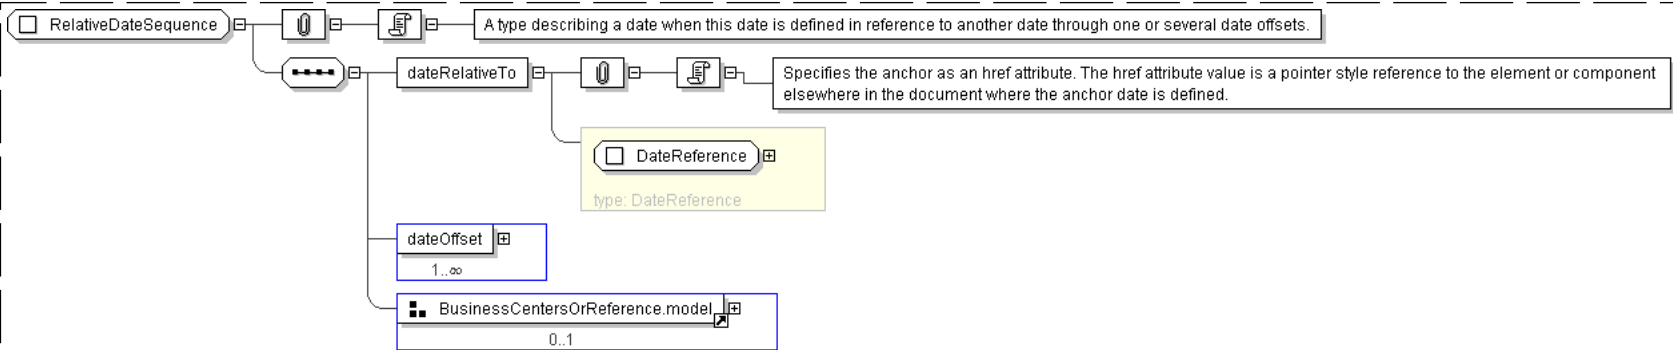 RelativeDateSequence
A type describing a date when this date is defined in reference to another date through one or several date offsets.
dateRelativeTo
Specifies the anchor as an href attribute. The href attribute value is a pointer style reference to the element or component
elsewhere in the document where the anchor date is defined.
DateReference
type: DateReference
dateOffset
1..∞
BusinessCentersOrReference.model
0..1